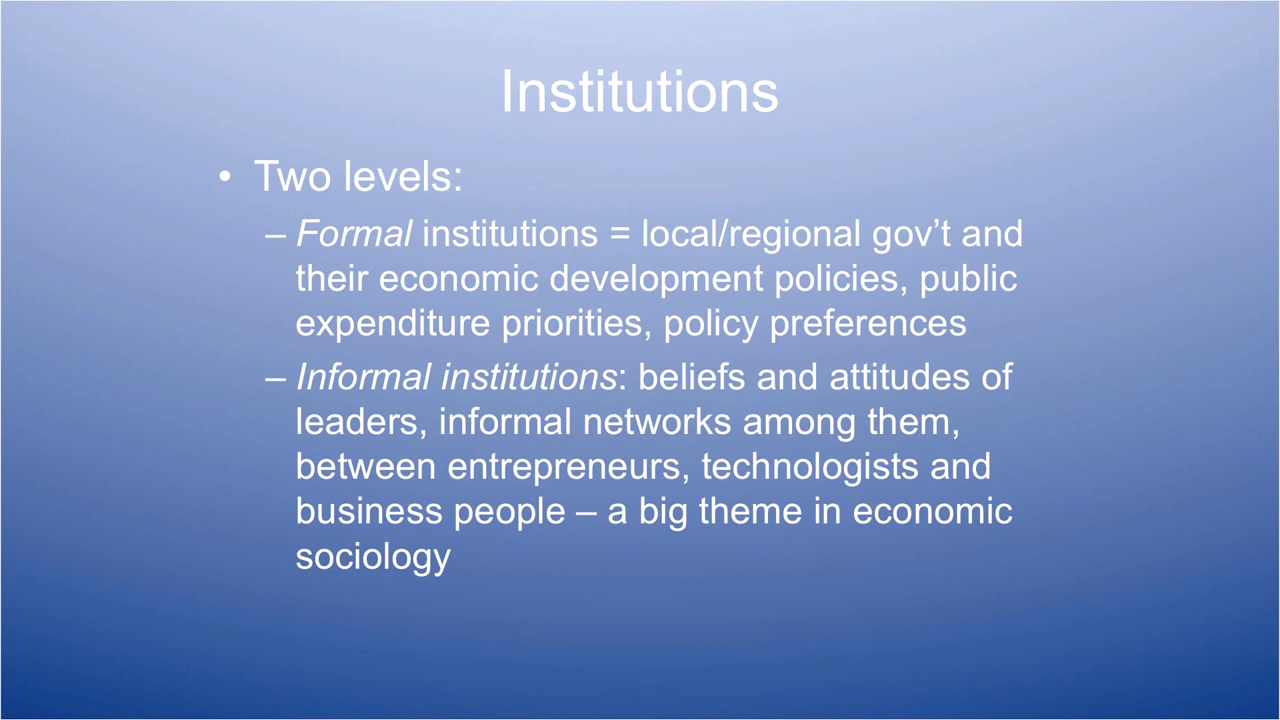 Institutions
• Two levels:
– Formal institutions = local/regional gov’t and
their economic development policies, public
expenditure priorities, policy preferences
– Informal institutions: beliefs and attitudes of
leaders, informal networks among them,
between entrepreneurs, technologists and
business people – a big theme in economic
sociology